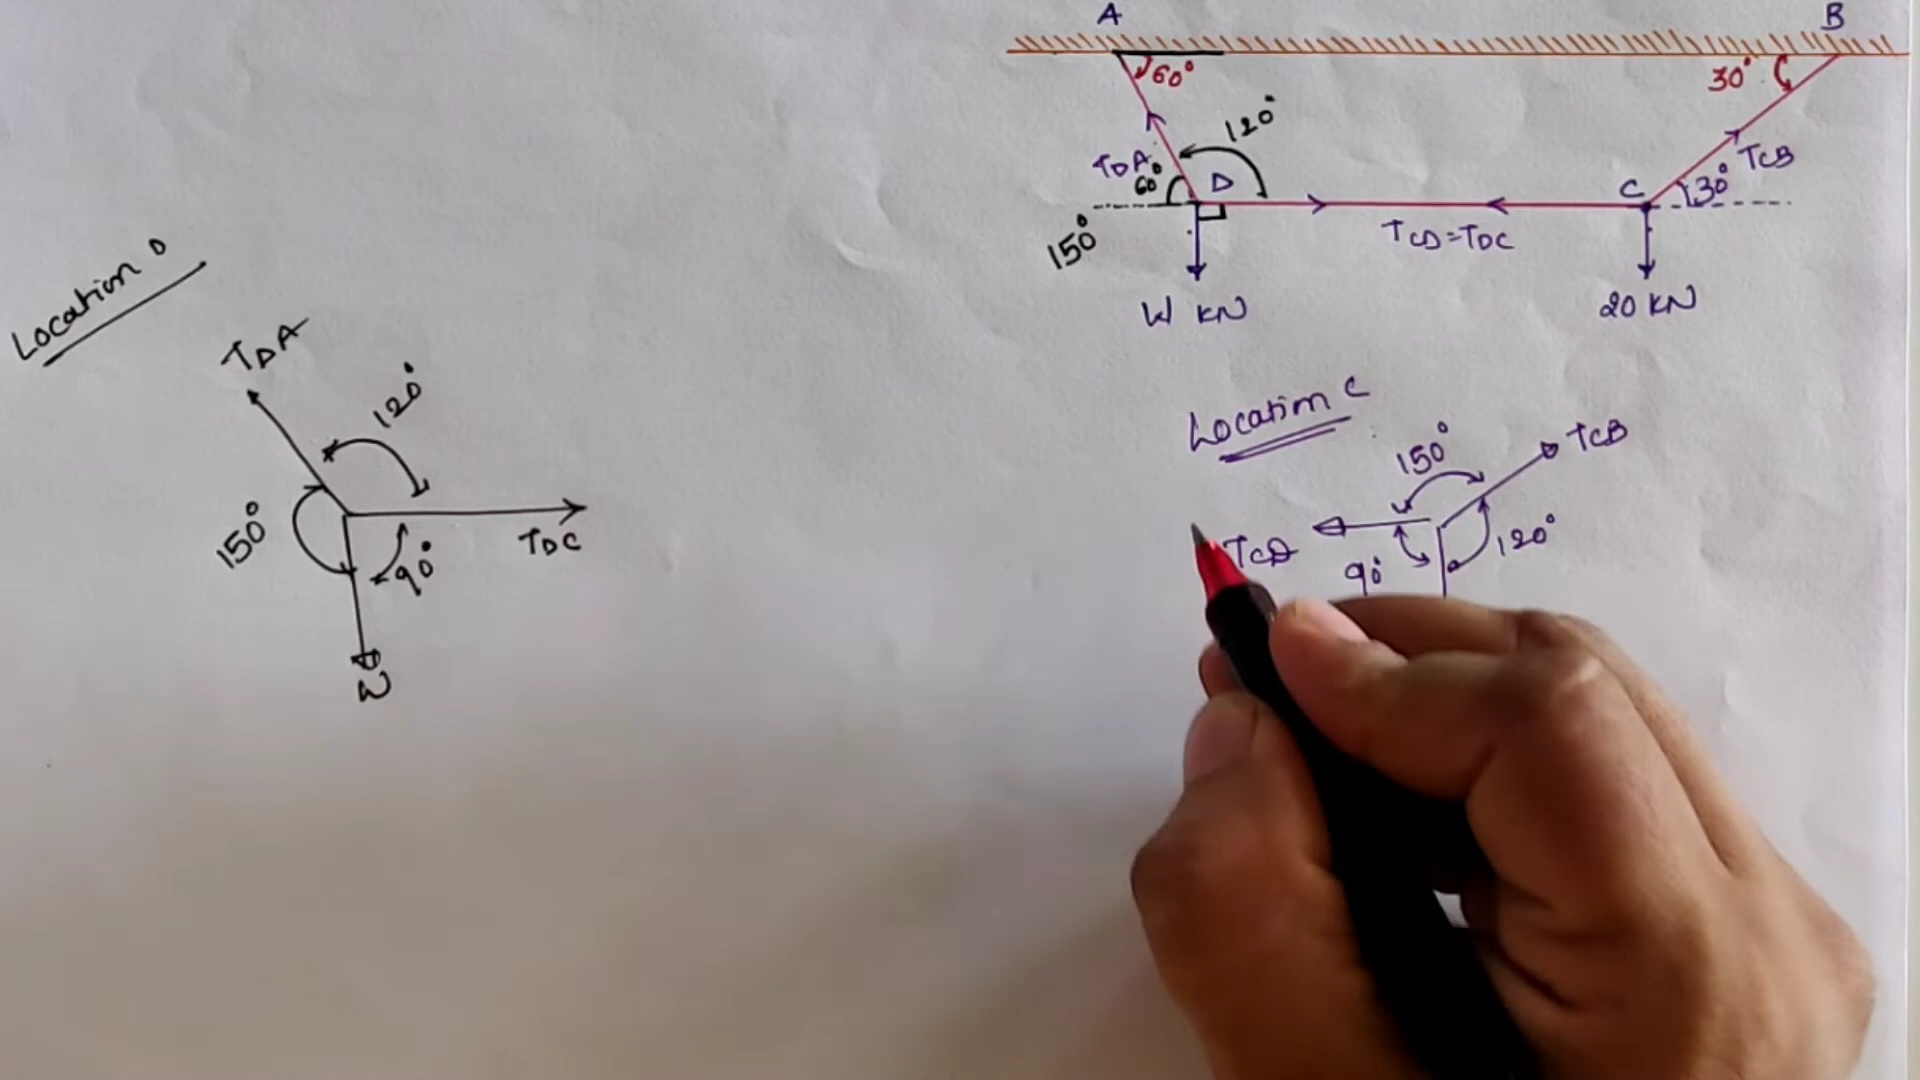 A
B
60°
30°
120°
TDA
60°
D
C
30°
TCB
150°
TCD=TDC
W KN
20 KN
Location D
TDA
120°
150°
90°
TDC
W
Location C
150°
TCB
TCD
90°
120°